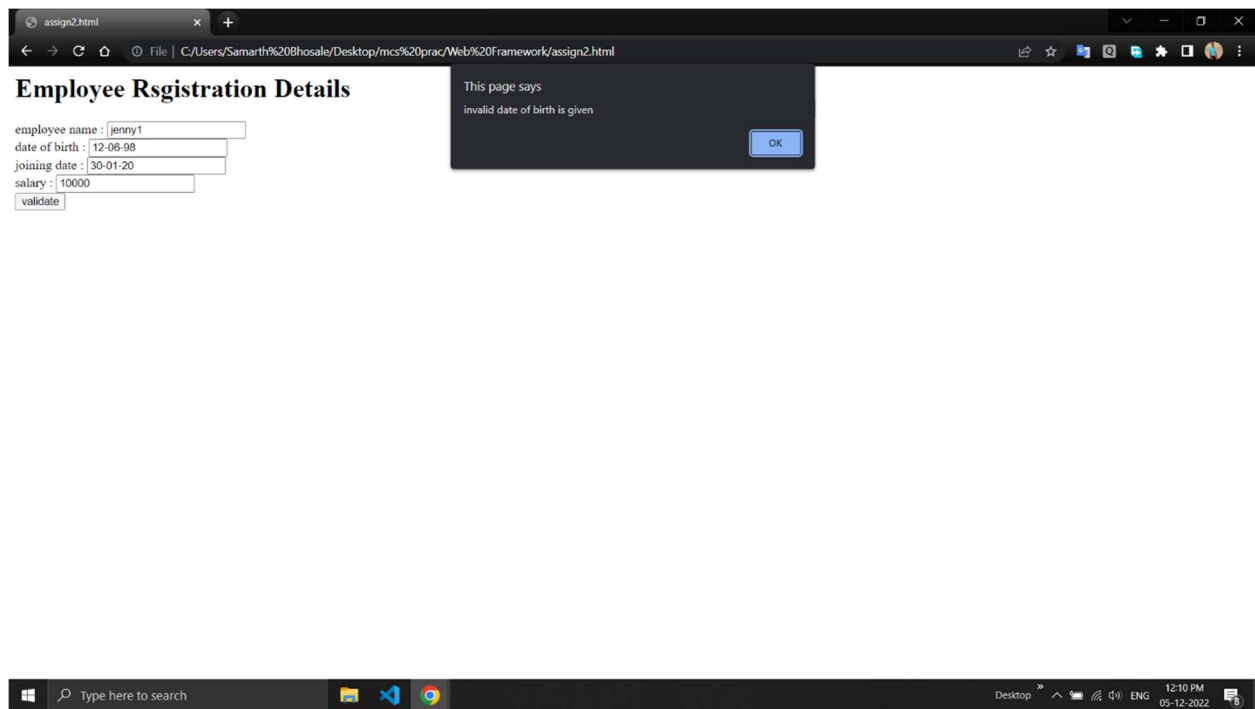 assign2.html
File | C:/Users/Samarth%20Bhosale/Desktop/mcs%20prac/Web%20Framework/assign2.html
This page says
invalid date of birth is given
OK
Employee Rsgistration Details
employee name : jenny1
date of birth : 12-06-98
joining date : 30-01-20
salary : 10000
validate
Type here to search
Desktop » ENG 12:10 PM
05-12-2022
8